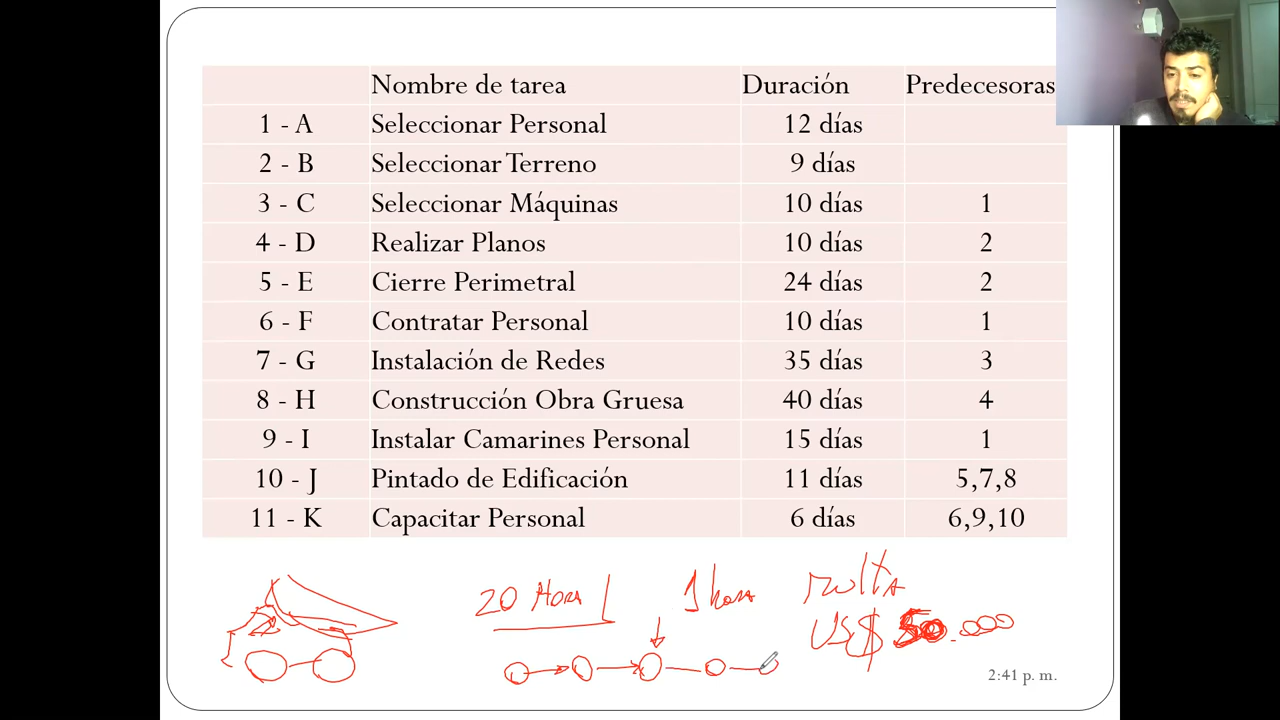 Nombre de tarea Duración Predecesoras
1 - A Seleccionar Personal 12 días
2 - B Seleccionar Terreno 9 días
3 - C Seleccionar Máquinas 10 días 1
4 - D Realizar Planos 10 días 2
5 - E Cierre Perimetral 24 días 2
6 - F Contratar Personal 10 días 1
7 - G Instalación de Redes 35 días 3
8 - H Construcción Obra Gruesa 40 días 4
9 - I Instalar Camarines Personal 15 días 1
10 - J Pintado de Edificación 11 días 5,7,8
11 - K Capacitar Personal 6 días 6,9,10
20 Hora 1 hora multa
US$ 50.000
2:41 p. m.